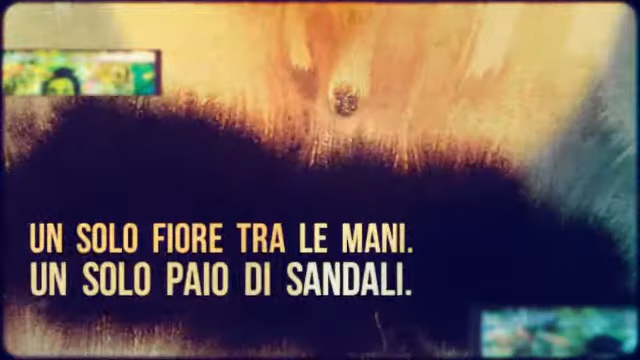 UN SOLO FIORE TRA LE MANI.
UN SOLO PAIO DI SANDALI.